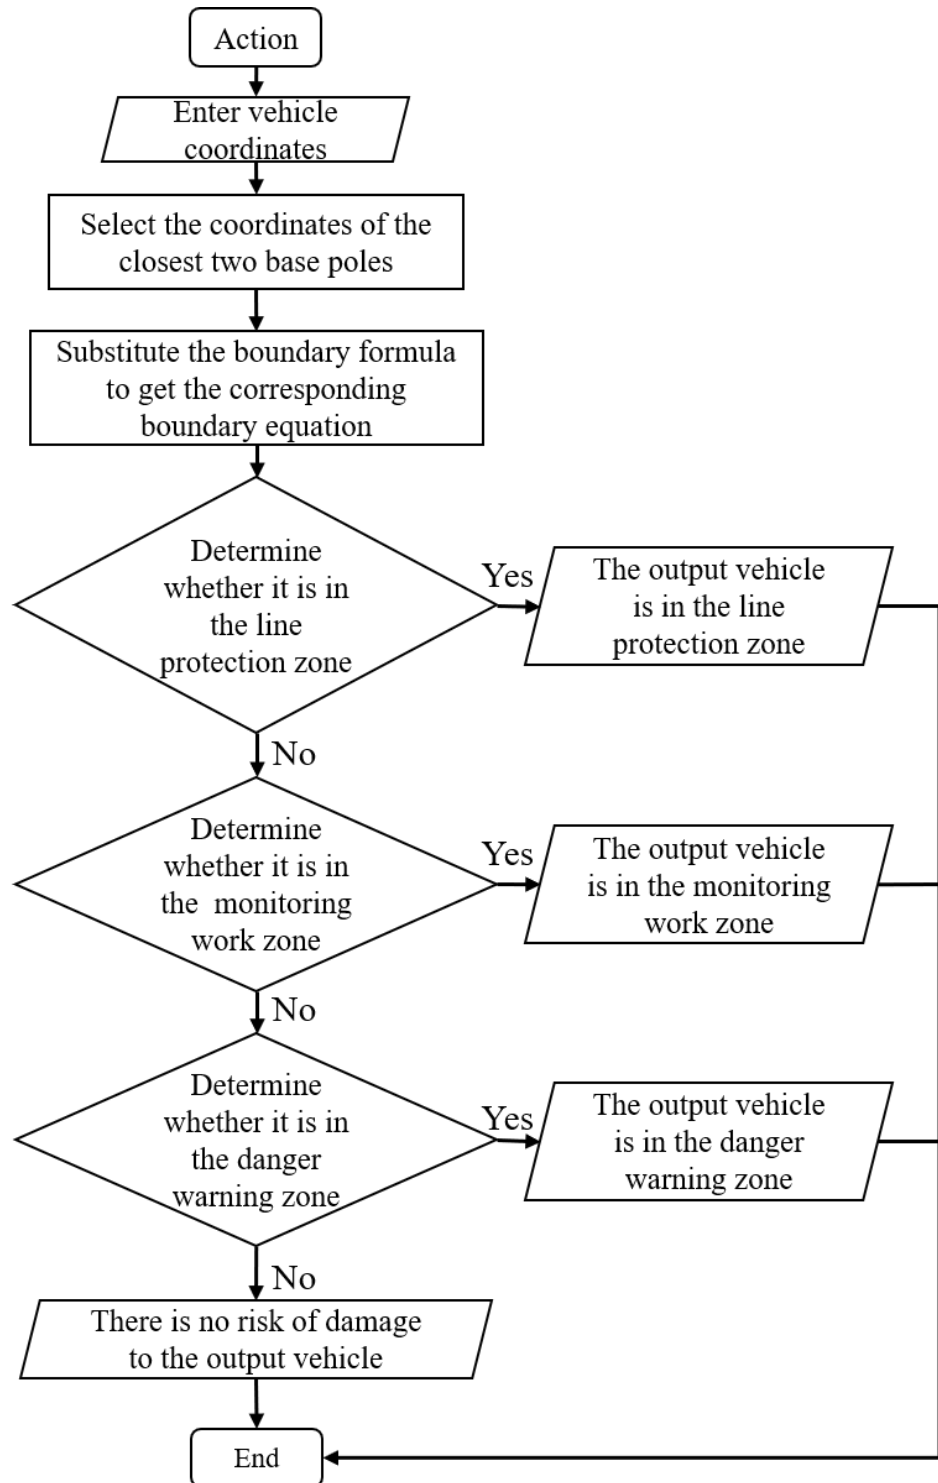 Action
Enter vehicle
coordinates
Select the coordinates of the
closest two base poles
Substitute the boundary formula
to get the corresponding
boundary equation
Determine
whether it is in
the line
protection zone
Yes
The output vehicle
is in the line
protection zone
No
Determine
whether it is in
the monitoring
work zone
Yes
The output vehicle
is in the monitoring
work zone
No
Determine
whether it is in
the danger
warning zone
Yes
The output vehicle
is in the danger
warning zone
No
There is no risk of damage
to the output vehicle
End